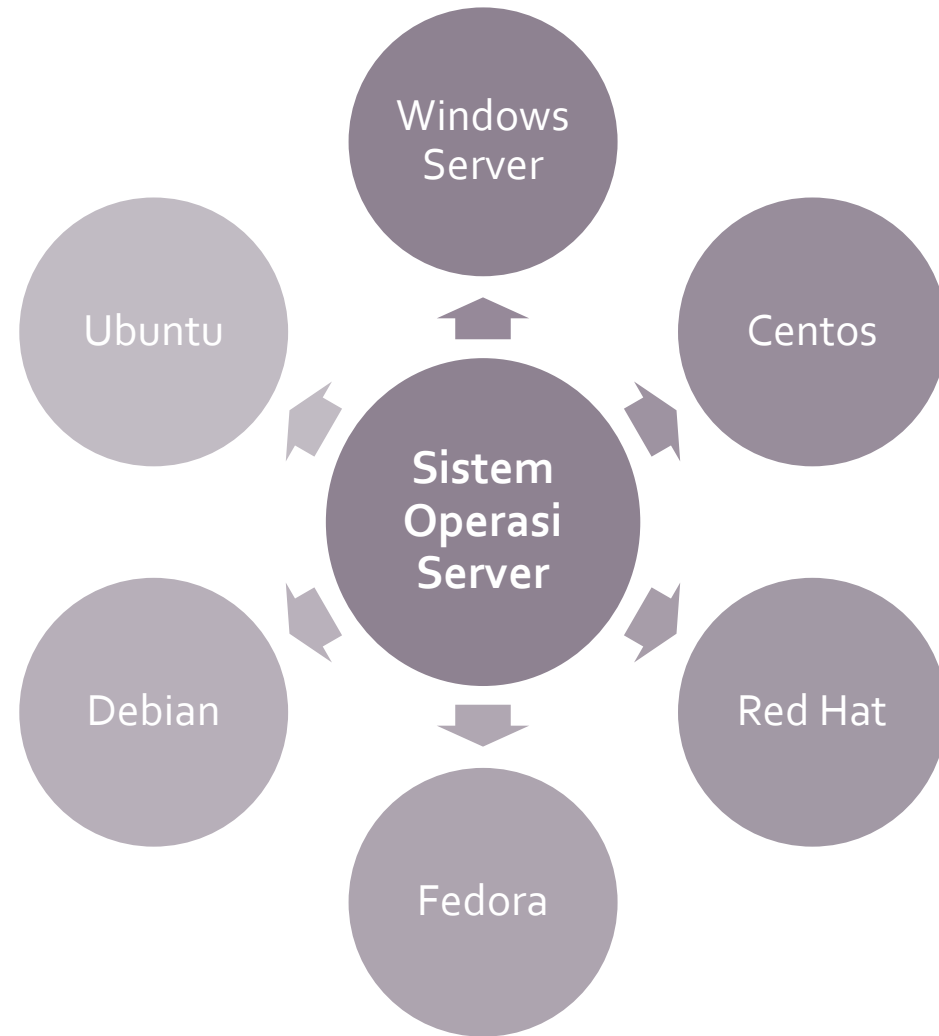 Windows
Server
Ubuntu
Centos
Sistem
Operasi
Server
Debian
Red Hat
Fedora